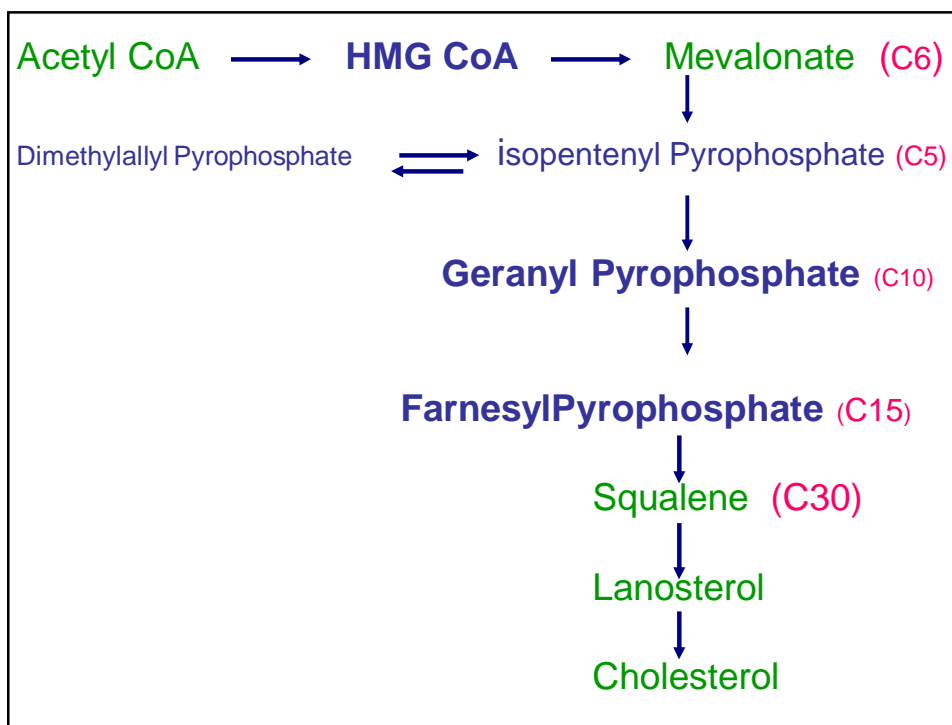 Acetyl CoA HMG CoA Mevalonate (C6)
Dimethylallyl Pyrophosphate isopentenyl Pyrophosphate (C5)
Geranyl Pyrophosphate (C10)
FarnesylPyrophosphate (C15)
Squalene (C30)
Lanosterol
Cholesterol